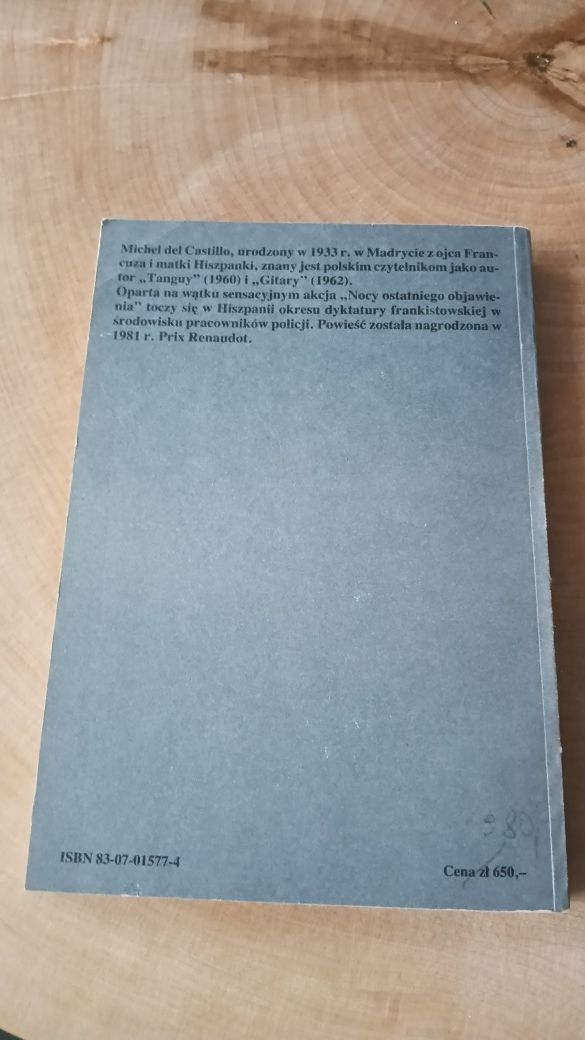 Michel del Castillo, urodzony w 1933 r. w Madrycie z ojca Fran-
cuza i matki Hiszpanki, znany jest polskim czytelnikom jako au-
tor „Tanguy” (1960) i „Gitary” (1962).
Oparta na wątku sensacyjnym akcja „Nocy ostatniego objawie-
nia” toczy się w Hiszpanii okresu dyktatury frankistowskiej w
środowisku pracowników policji. Powieść została nagrodzona w
1981 r. Prix Renaudot.
ISBN 83-07-01577-4
Cena zł 650,–